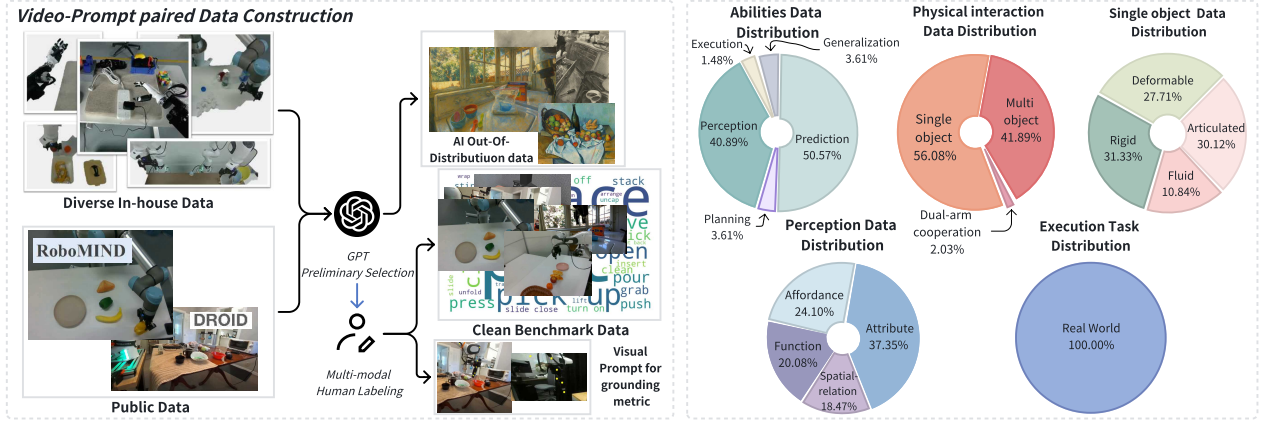 Video-Prompt paired Data Construction
Diverse In-house Data
RoboMIND
DROID
Public Data
GPT
Preliminary Selection
Multi-modal
Human Labeling
AI Out-Of-
Distributiuon data
wrap
off
stack
arrange
uncap
ace
ve
ick
open
insert
clean
pour
grab
push
slide
unfold
press
pick up
lift
slide close
turn on
Clean Benchmark Data
Visual
Prompt for
grounding
metric
Abilities Data
Distribution
Execution
1.48%
Generalization
3.61%
Perception
40.89%
Prediction
50.57%
Planning
3.61%
Physical interaction
Data Distribution
Single
object
56.08%
Multi
object
41.89%
Dual-arm
cooperation
2.03%
Single object Data
Distribution
Deformable
27.71%
Articulated
30.12%
Rigid
31.33%
Fluid
10.84%
Perception Data
Distribution
Affordance
24.10%
Attribute
37.35%
Function
20.08%
Spatial-
relation
18.47%
Execution Task
Distribution
Real World
100.00%